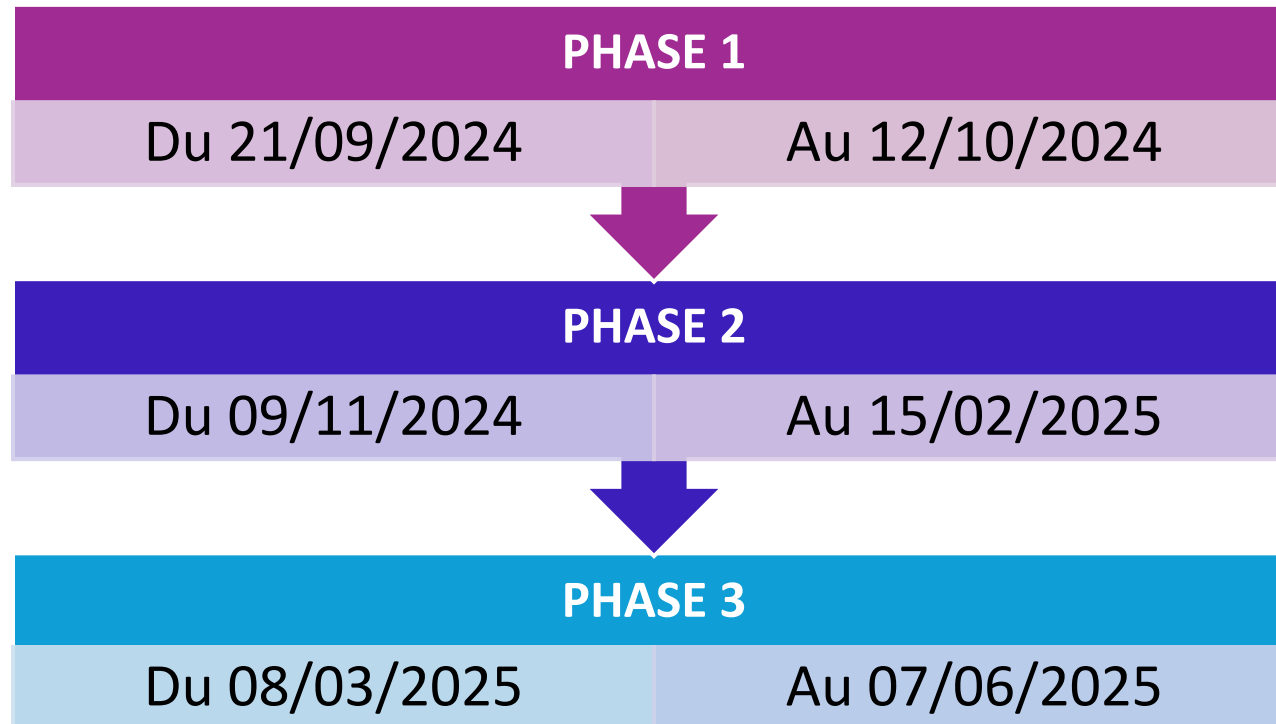 PHASE 1
Du 21/09/2024 Au 12/10/2024
PHASE 2
Du 09/11/2024 Au 15/02/2025
PHASE 3
Du 08/03/2025 Au 07/06/2025